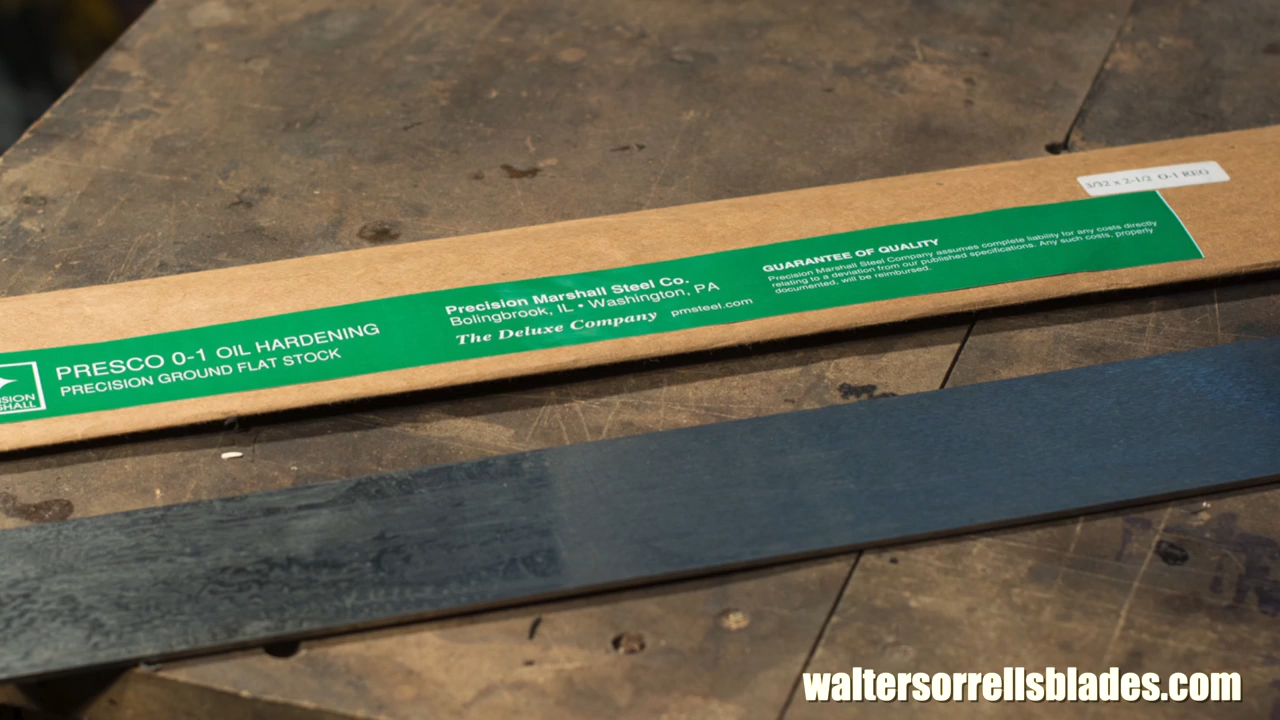 3/32 x 2-1/2 O-1 REG
PRESCO O-1 OIL HARDENING
PRECISION GROUND FLAT STOCK
Precision Marshall Steel Co.
Bolingbrook, IL • Washington, PA
The Deluxe Company pmsteel.com
GUARANTEE OF QUALITY
Precision Marshall Steel Company assumes complete liability for any costs directly
relating to a deviation from our published specifications. Any such costs, properly
documented, will be reimbursed.
waltersorrellsblades.com